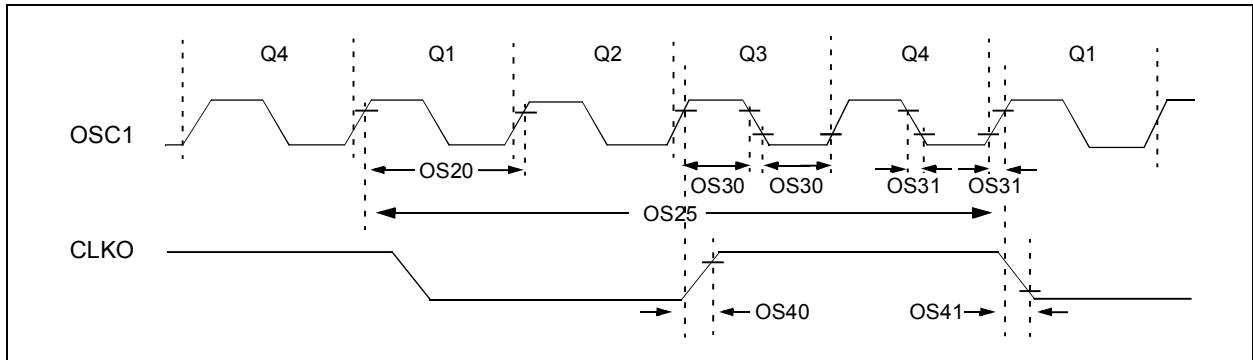 Q4 Q1 Q2 Q3 Q4 Q1
OSC1
OS20
OS30 OS30 OS31 OS31
OS25
CLKO
OS40 OS41